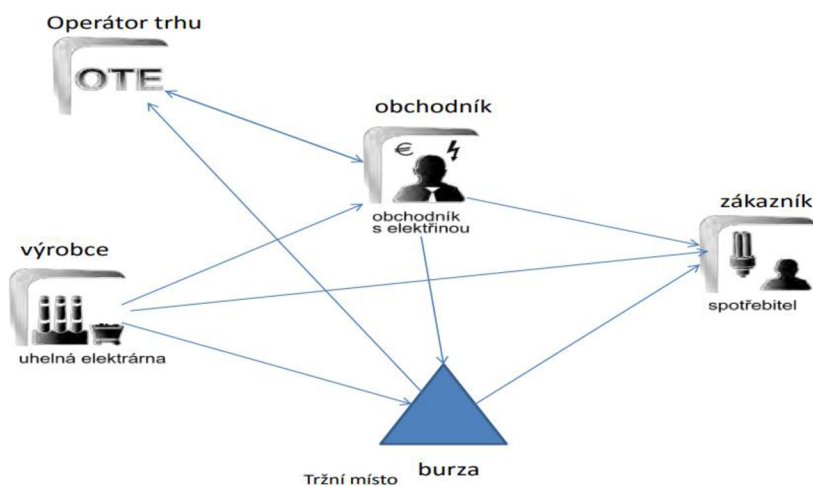 Operátor trhu
OTE
obchodník
€
obchodník
s elektřinou
zákazník
spotřebitel
výrobce
uhelná elektrárna
burza
Tržní místo